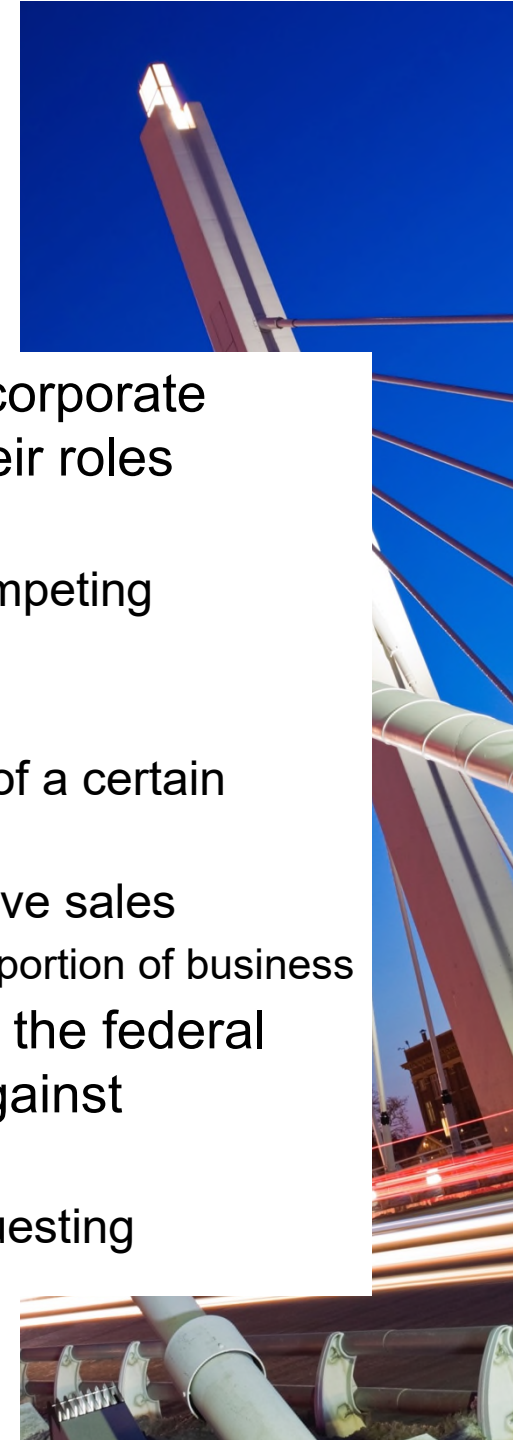 corporate
eir roles
mpeting
of a certain
ve sales
portion of business
the federal
gainst
uesting